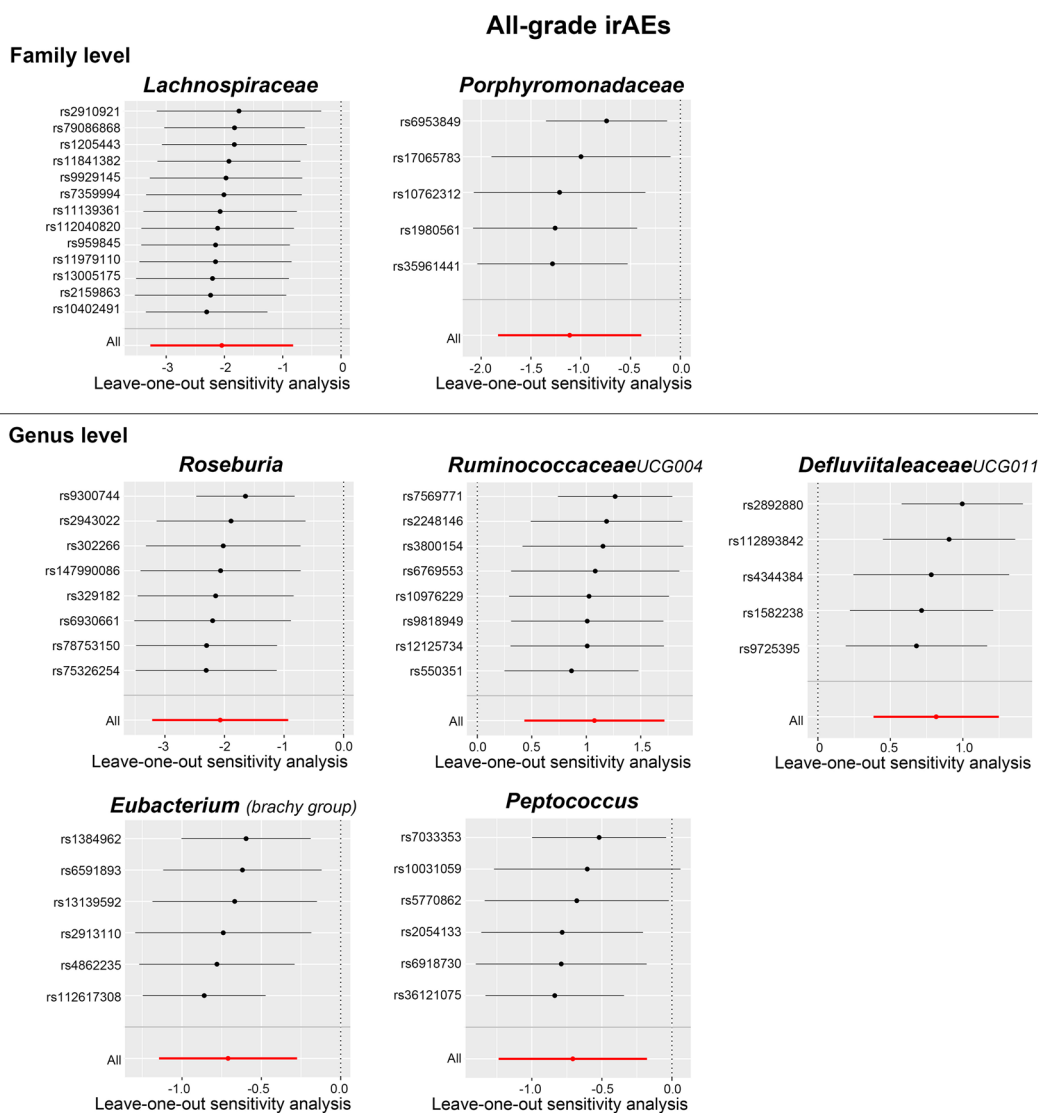 All-grade irAEs
Family level
Lachnospiraceae
rs2910921
rs79086868
rs1205443
rs11841382
rs9929145
rs7359994
rs11139361
rs112040820
rs959845
rs11979110
rs13005175
rs2159863
rs10402491
All
-3 -2 -1 0
Leave-one-out sensitivity analysis
Porphyromonadaceae
rs6953849
rs17065783
rs10762312
rs1980561
rs35961441
All
-2.0 -1.5 -1.0 -0.5 0.0
Leave-one-out sensitivity analysis
Genus level
Roseburia
rs9300744
rs2943022
rs302266
rs147990086
rs329182
rs6930661
rs78753150
rs75326254
All
-3 -2 -1 0.0
Leave-one-out sensitivity analysis
RuminococcaceaeUCG004
rs7569771
rs2248146
rs3800154
rs6769553
rs10976229
rs9818949
rs12125734
rs550351
All
0.0 0.5 1.0 1.5
Leave-one-out sensitivity analysis
DefluviitaleaceaeUCG011
rs2892880
rs112893842
rs4344384
rs1582238
rs9725395
All
0 0.5 1.0
Leave-one-out sensitivity analysis
Eubacterium (brachy group)
rs1384962
rs6591893
rs13139592
rs2913110
rs4862235
rs112617308
All
-1.0 -0.5 0.0
Leave-one-out sensitivity analysis
Peptococcus
rs7033353
rs10031059
rs5770862
rs2054133
rs6918730
rs36121075
All
-1.0 -0.5 0.0
Leave-one-out sensitivity analysis